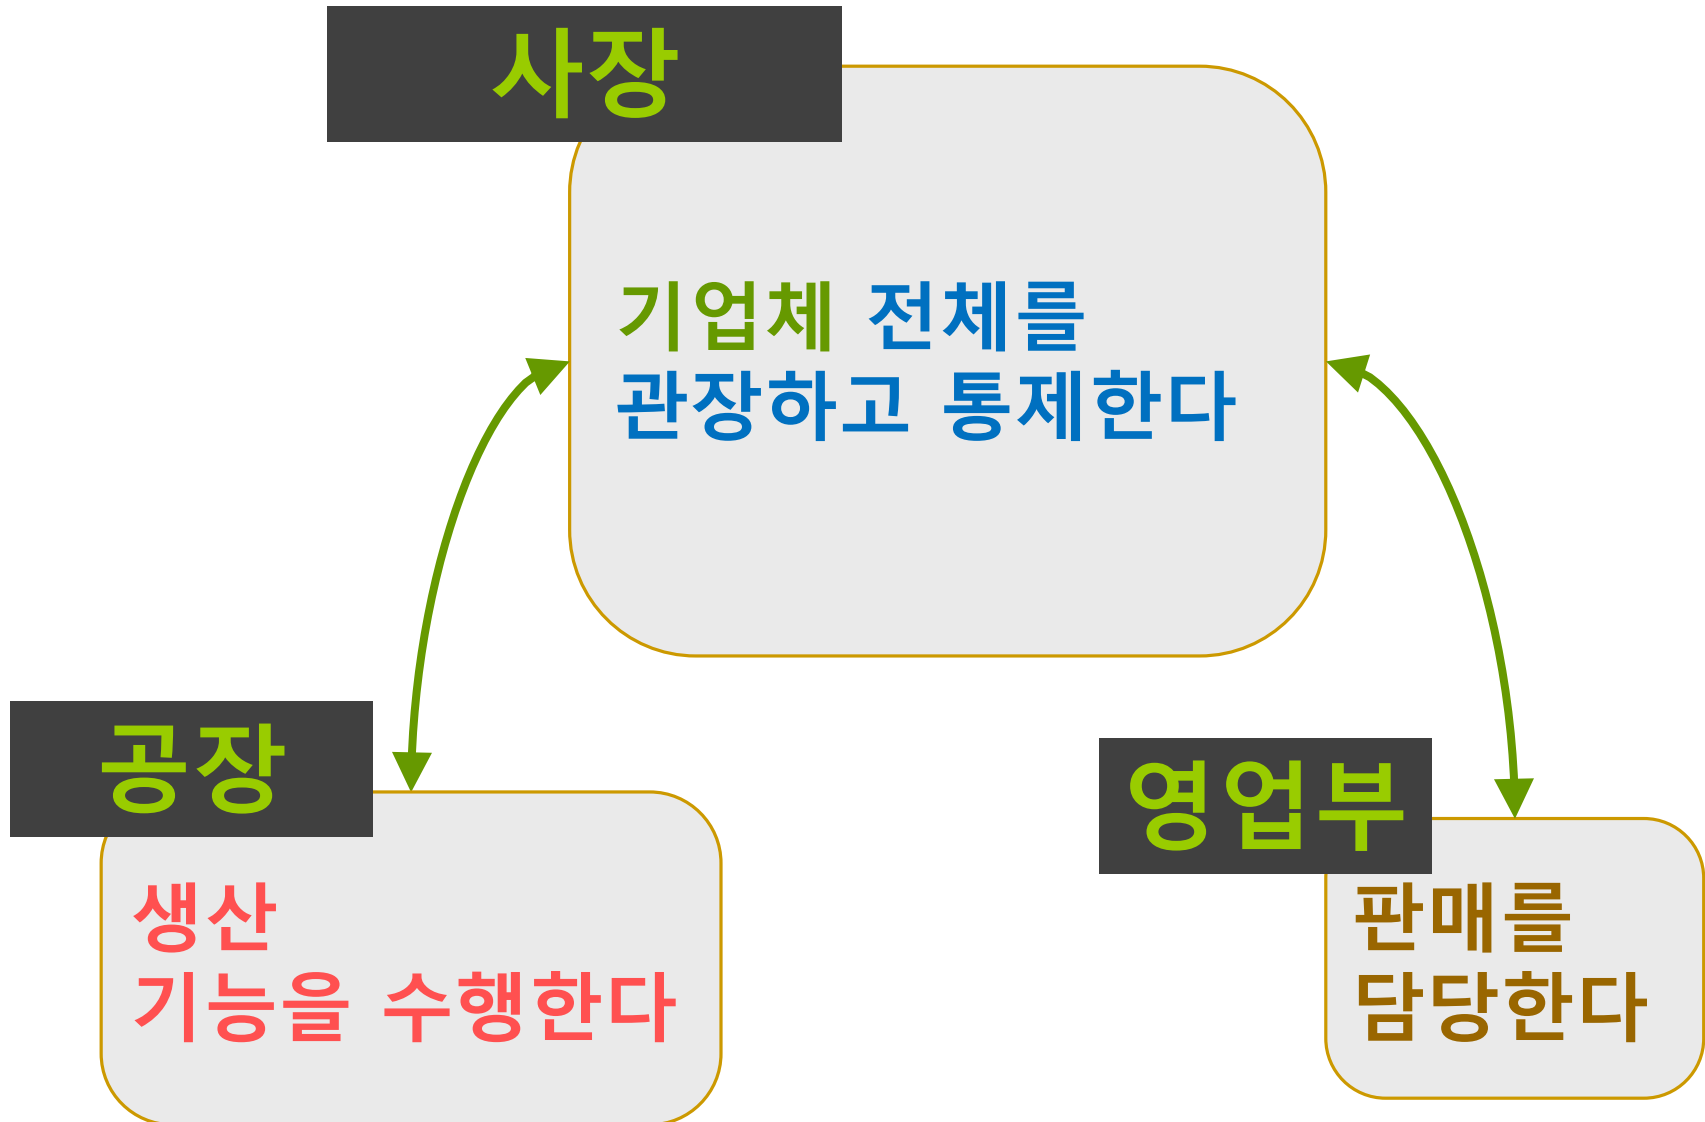 사장
기업체 전체를
관장하고 통제한다
공장
생산
기능을 수행한다
영업부
판매를
담당한다